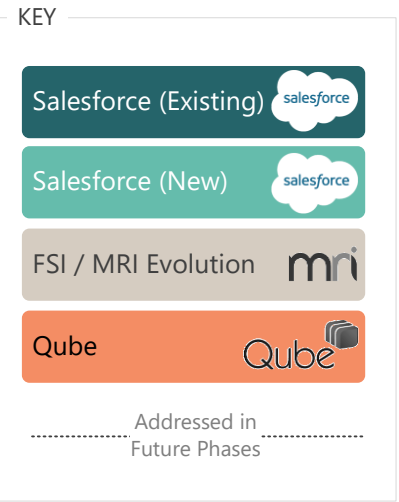 KEY
Salesforce (Existing) salesforce
Salesforce (New) salesforce
FSI / MRI Evolution mri
Qube Qube
Addressed in
Future Phases